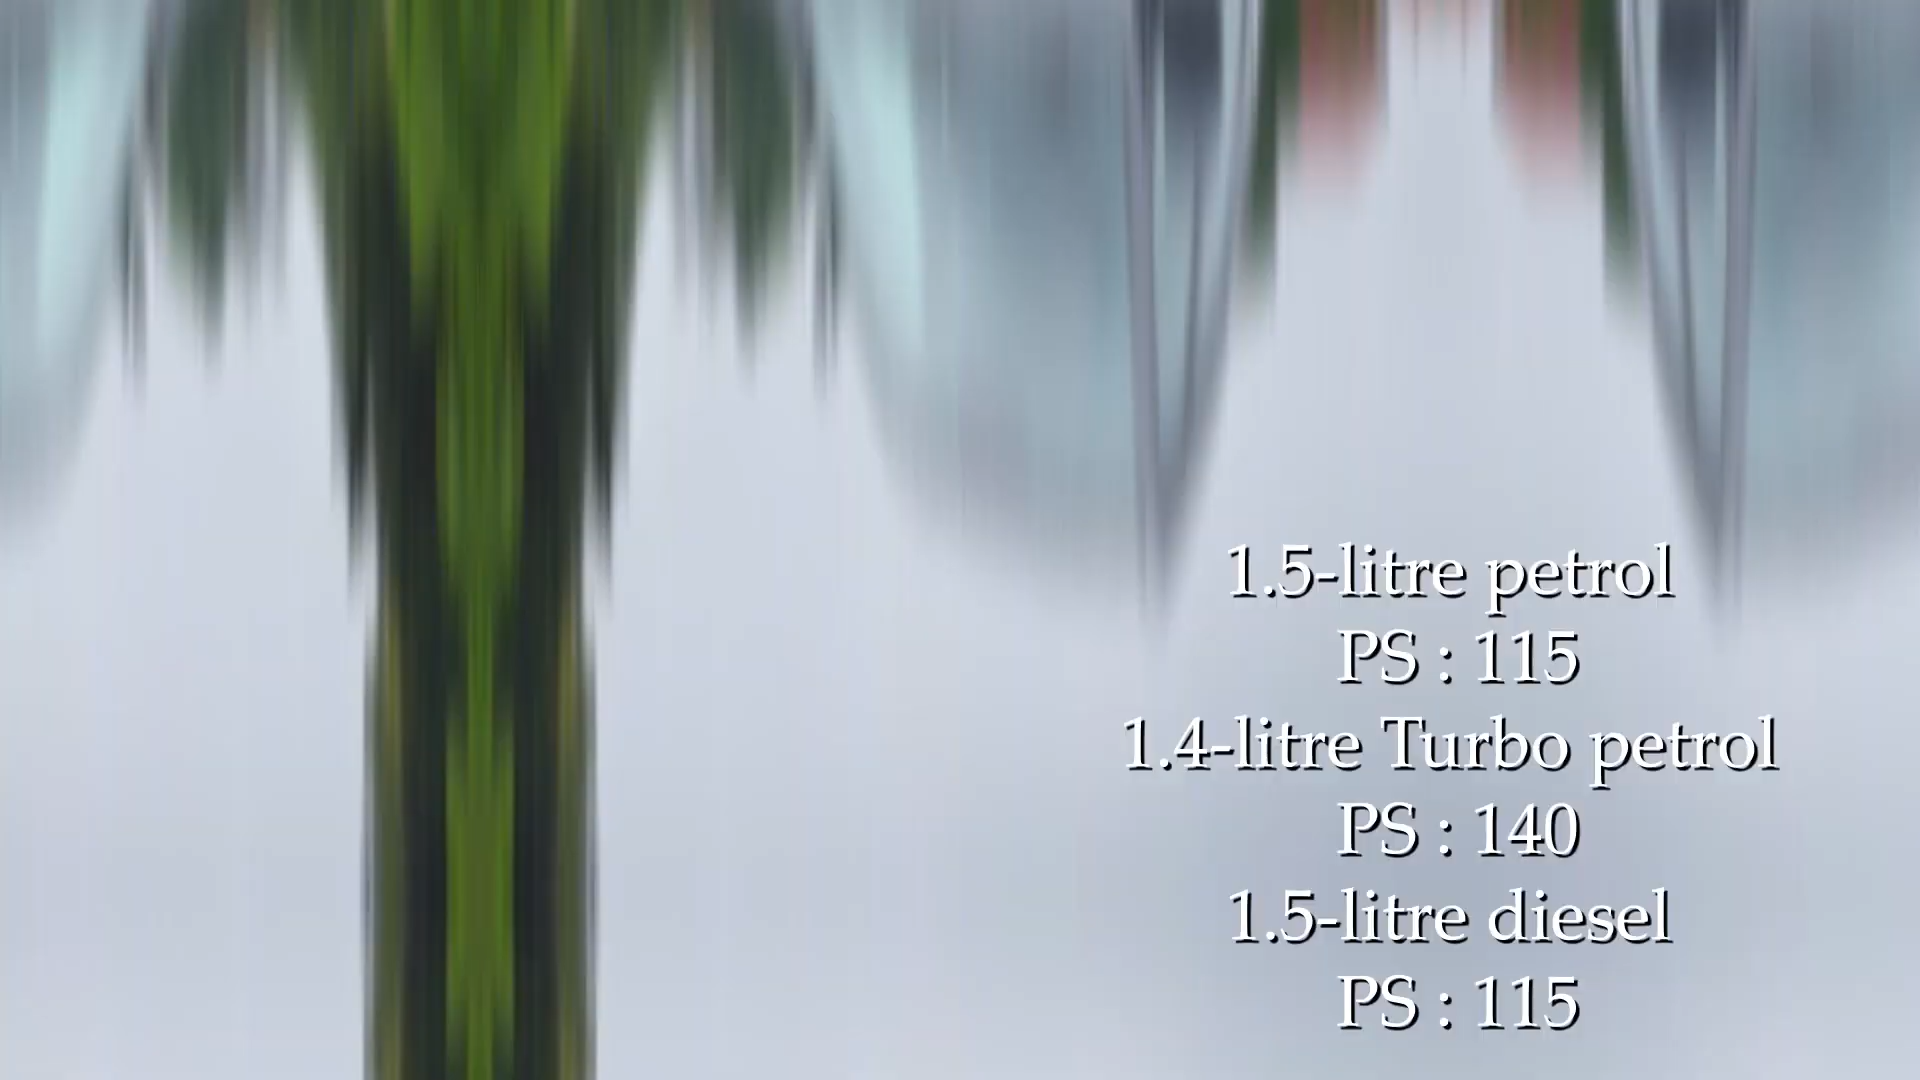 1.5-litre petrol
PS : 115
1.4-litre Turbo petrol
PS : 140
1.5-litre diesel
PS : 115